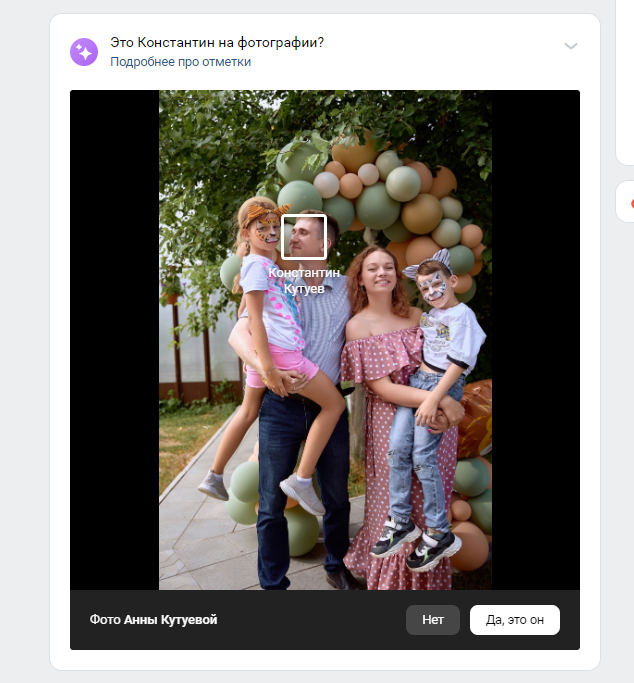 Это Константин на фотографии?
Подробнее про отметки
Константин
Кутуев
Фото Анны Кутуевой
Нет
Да, это он